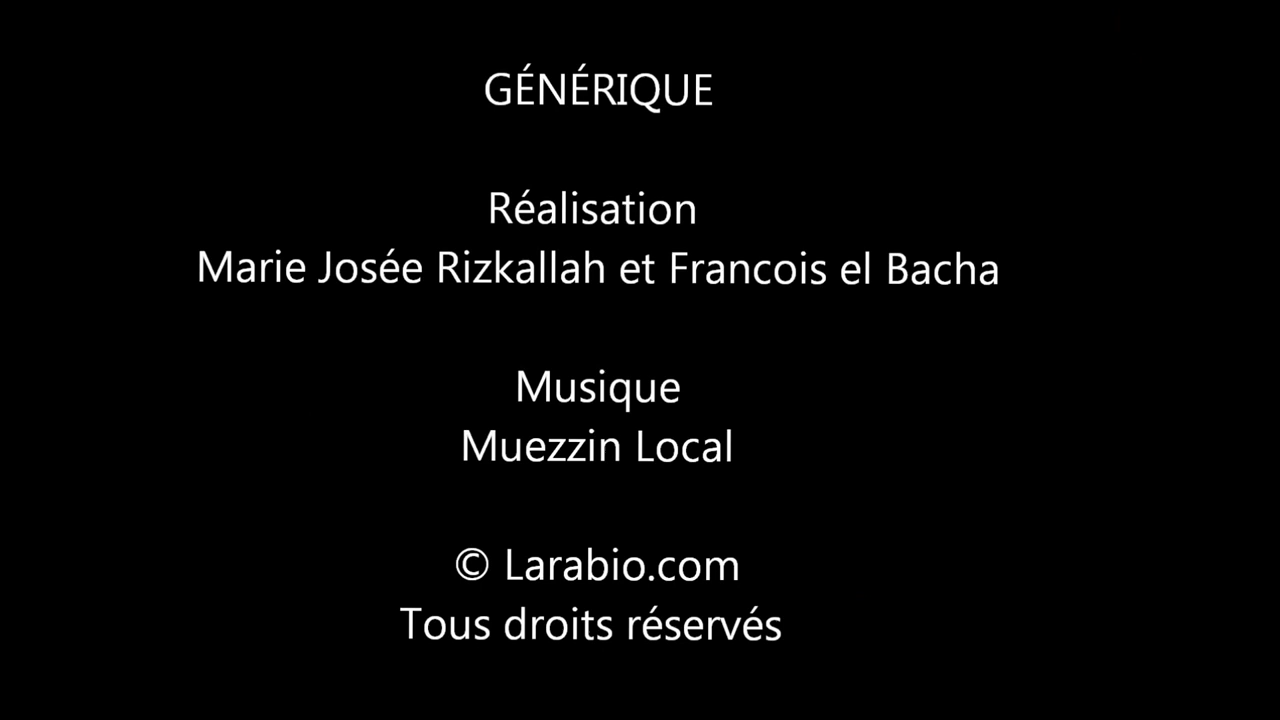 GÉNÉRIQUE
Réalisation
Marie Josée Rizkallah et Francois el Bacha
Musique
Muezzin Local
© Larabio.com
Tous droits réservés